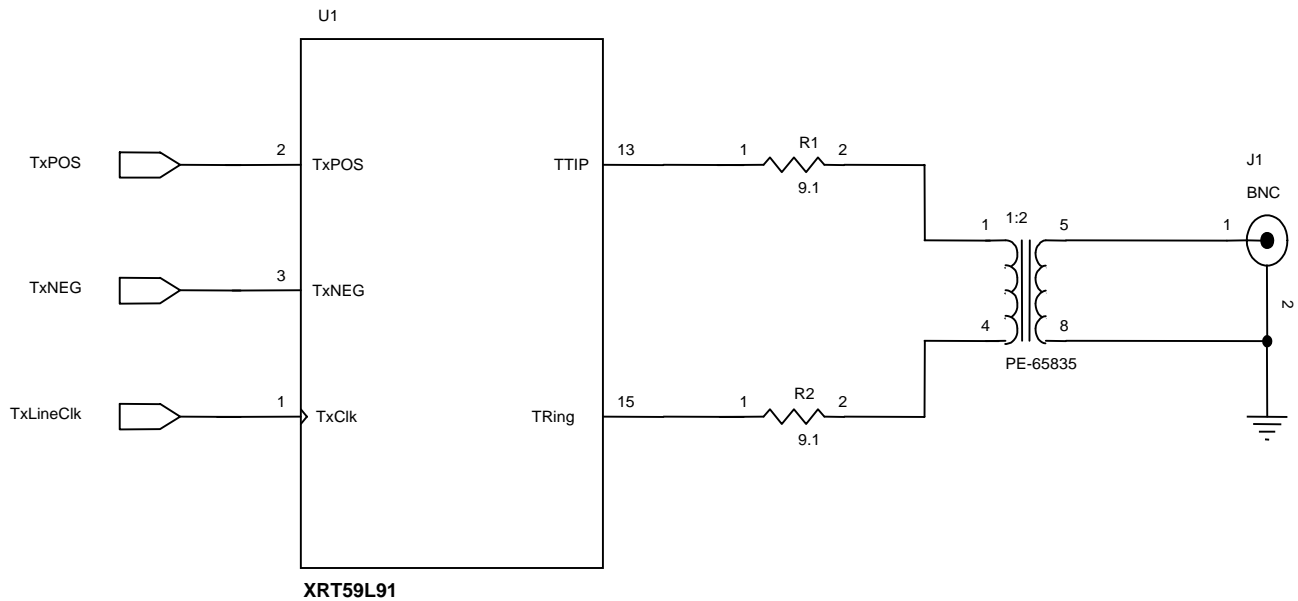 U1
TxPOS
2
TxPOS
TTIP
13
1
R1
2
9.1
J1
BNC
1
1:2
5
1
TxNEG
3
TxNEG
2
4
8
PE-65835
TxLineClk
1
TxClk
TRing
15
1
R2
2
9.1
XRT59L91